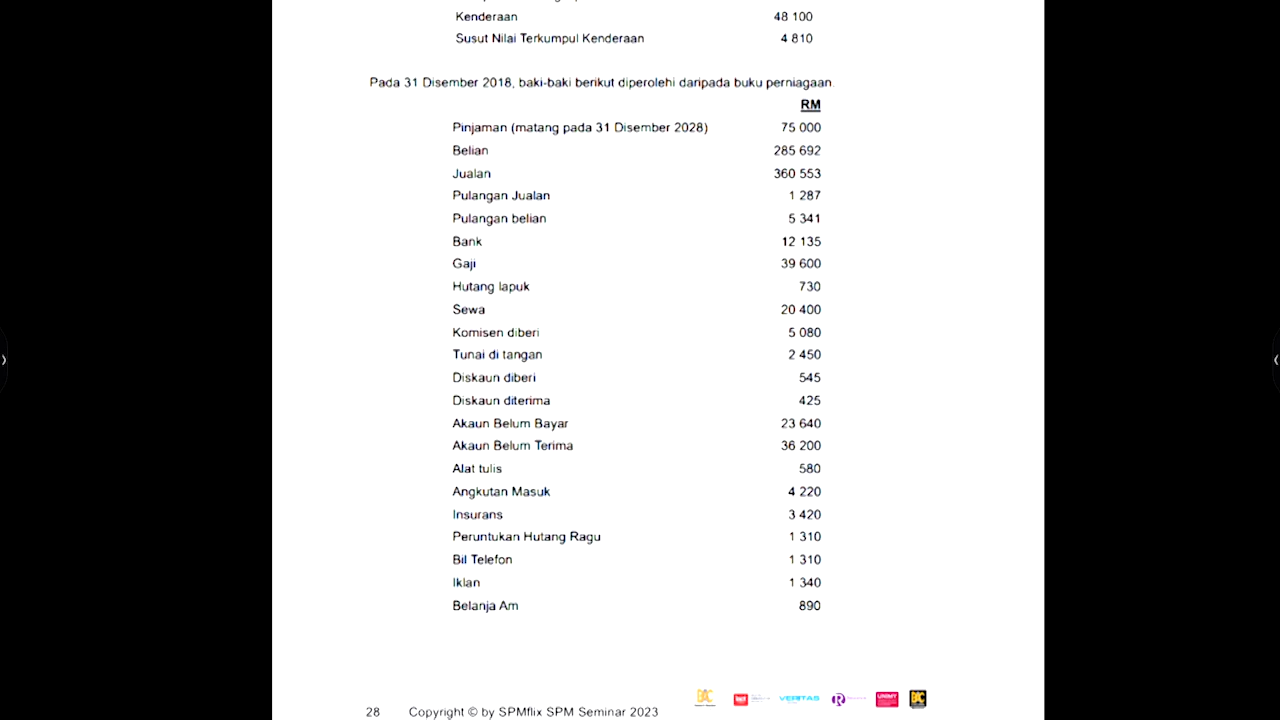 Kenderaan 48 100
Susut Nilai Terkumpul Kenderaan 4 810
Pada 31 Disember 2018, baki-baki berikut diperolehi daripada buku perniagaan.
RM
Pinjaman (matang pada 31 Disember 2028) 75 000
Belian 285 692
Jualan 360 553
Pulangan Jualan 1 287
Pulangan belian 5 341
Bank 12 135
Gaji 39 600
Hutang lapuk 730
Sewa 20 400
Komisen diberi 5 080
Tunai di tangan 2 450
Diskaun diberi 545
Diskaun diterima 425
Akaun Belum Bayar 23 640
Akaun Belum Terima 36 200
Alat tulis 580
Angkutan Masuk 4 220
Insurans 3 420
Peruntukan Hutang Ragu 1 310
Bil Telefon 1 310
Iklan 1 340
Belanja Am 890
BAC VERITAS R UNIMY BAC
28 Copyright © by SPMflix SPM Seminar 2023